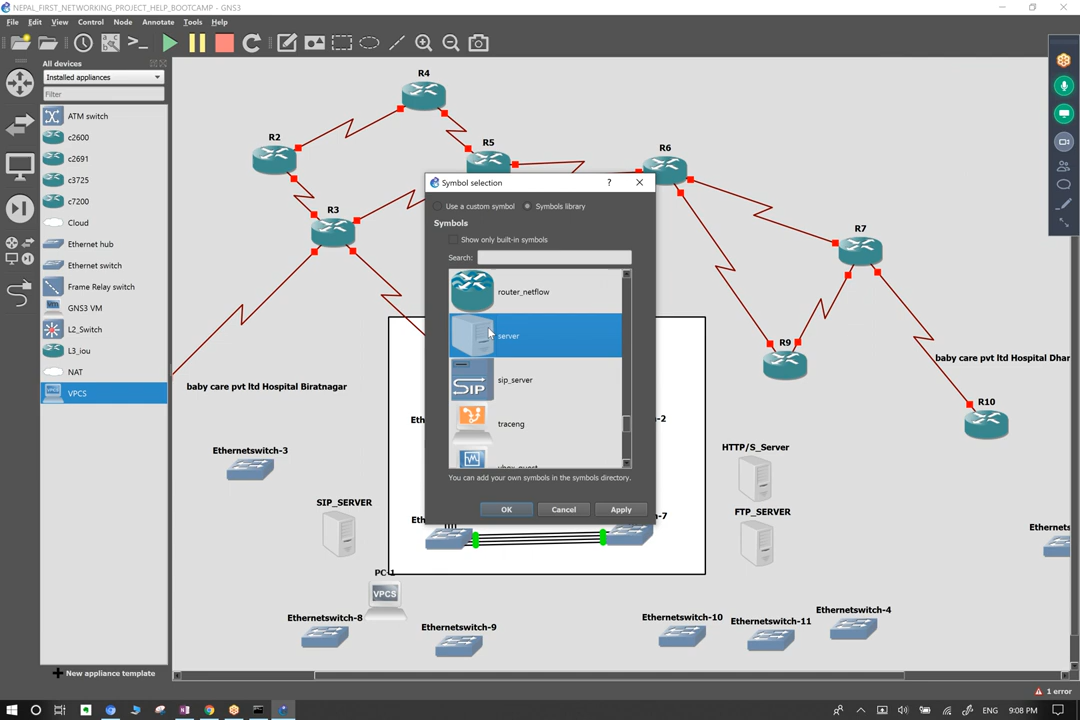 NEPAL_FIRST_NETWORKING_PROJECT_HELP_BOOTCAMP - GNS3
File Edit View Control Node Annotate Tools Help
All devices
Installed appliances
Filter
ATM switch
c2600
c2691
c3725
c7200
Cloud
Ethernet hub
Ethernet switch
Frame Relay switch
GNS3 VM
L2_Switch
L3_iou
NAT
VPCS
New appliance template
R4
R2
R5
R6
R3
R7
R9
R10
baby care pvt ltd Hospital Biratnagar
baby care pvt ltd Hospital Dhar
Symbol selection
Use a custom symbol
Symbols library
Symbols
Show only built-in symbols
Search:
router_netflow
server
SIP
sip_server
traceng
You can add your own symbols in the symbols directory.
OK
Cancel
Apply
Eth
-2
Ethernetswitch-3
HTTP/S_Server
SIP_SERVER
FTP_SERVER
-7
Ethernets
PC-1
VPCS
Ethernetswitch-8
Ethernetswitch-9
Ethernetswitch-10
Ethernetswitch-11
Ethernetswitch-4
1 error
ENG
9:08 PM